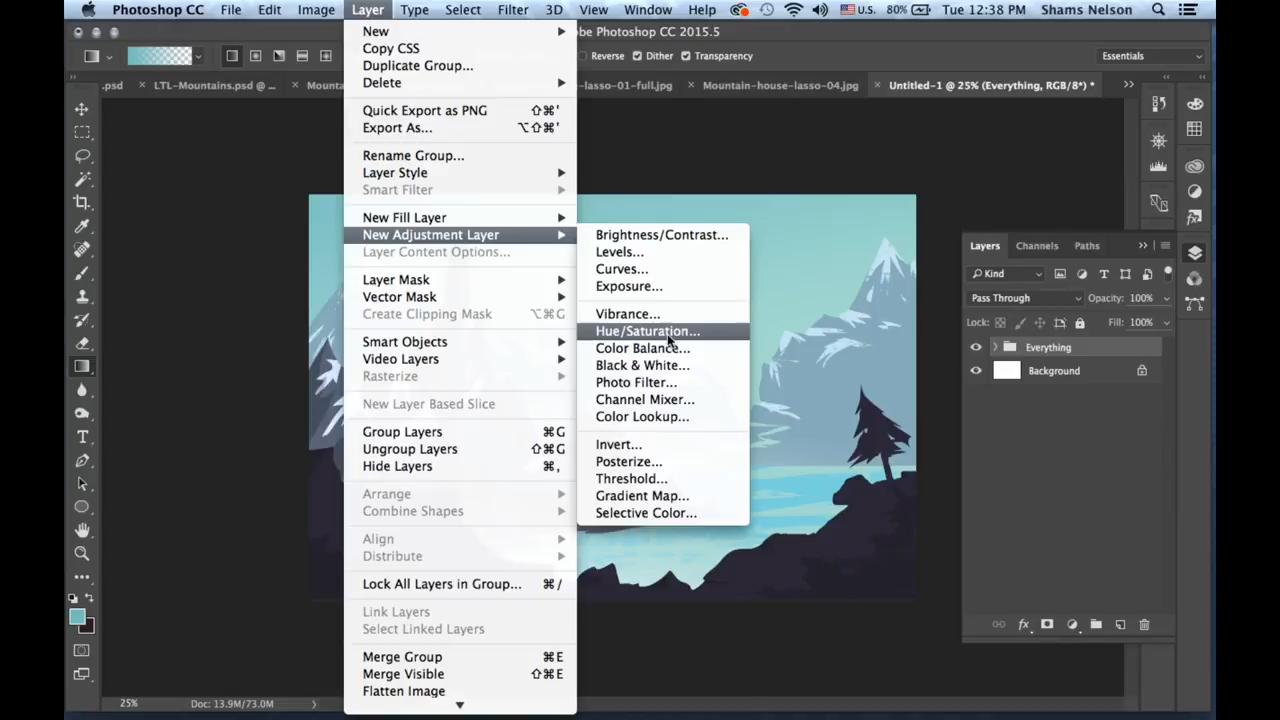 Photoshop CC File Edit Image Layer Type Select Filter 3D View Window Help U.S. 80% Tue 12:38 PM Shams Nelson
be Photoshop CC 2015.5
Reverse Dither Transparency Essentials
.psd × LTL-Mountains.psd @ ... × Mount -lasso-01-full.jpg × Mountain-house-lasso-04.jpg × Untitled-1 @ 25% (Everything, RGB/8*) *
New
Copy CSS
Duplicate Group...
Delete
Quick Export as PNG ⇧⌘'
Export As... ⌥⇧⌘'
Rename Group...
Layer Style
Smart Filter
New Fill Layer
New Adjustment Layer
Layer Content Options...
Layer Mask
Vector Mask
Create Clipping Mask ⌥⌘G
Smart Objects
Video Layers
Rasterize
New Layer Based Slice
Group Layers ⌘G
Ungroup Layers ⇧⌘G
Hide Layers ⌘,
Arrange
Combine Shapes
Align
Distribute
Lock All Layers in Group... ⌘/
Link Layers
Select Linked Layers
Merge Group ⌘E
Merge Visible ⇧⌘E
Flatten Image
Brightness/Contrast...
Levels...
Curves...
Exposure...
Vibrance...
Hue/Saturation...
Color Balance...
Black & White...
Photo Filter...
Channel Mixer...
Color Lookup...
Invert...
Posterize...
Threshold...
Gradient Map...
Selective Color...
Layers Channels Paths
Kind
Pass Through Opacity: 100%
Lock: Fill: 100%
Everything
Background
fx
25% Doc: 13.9M/73.0M